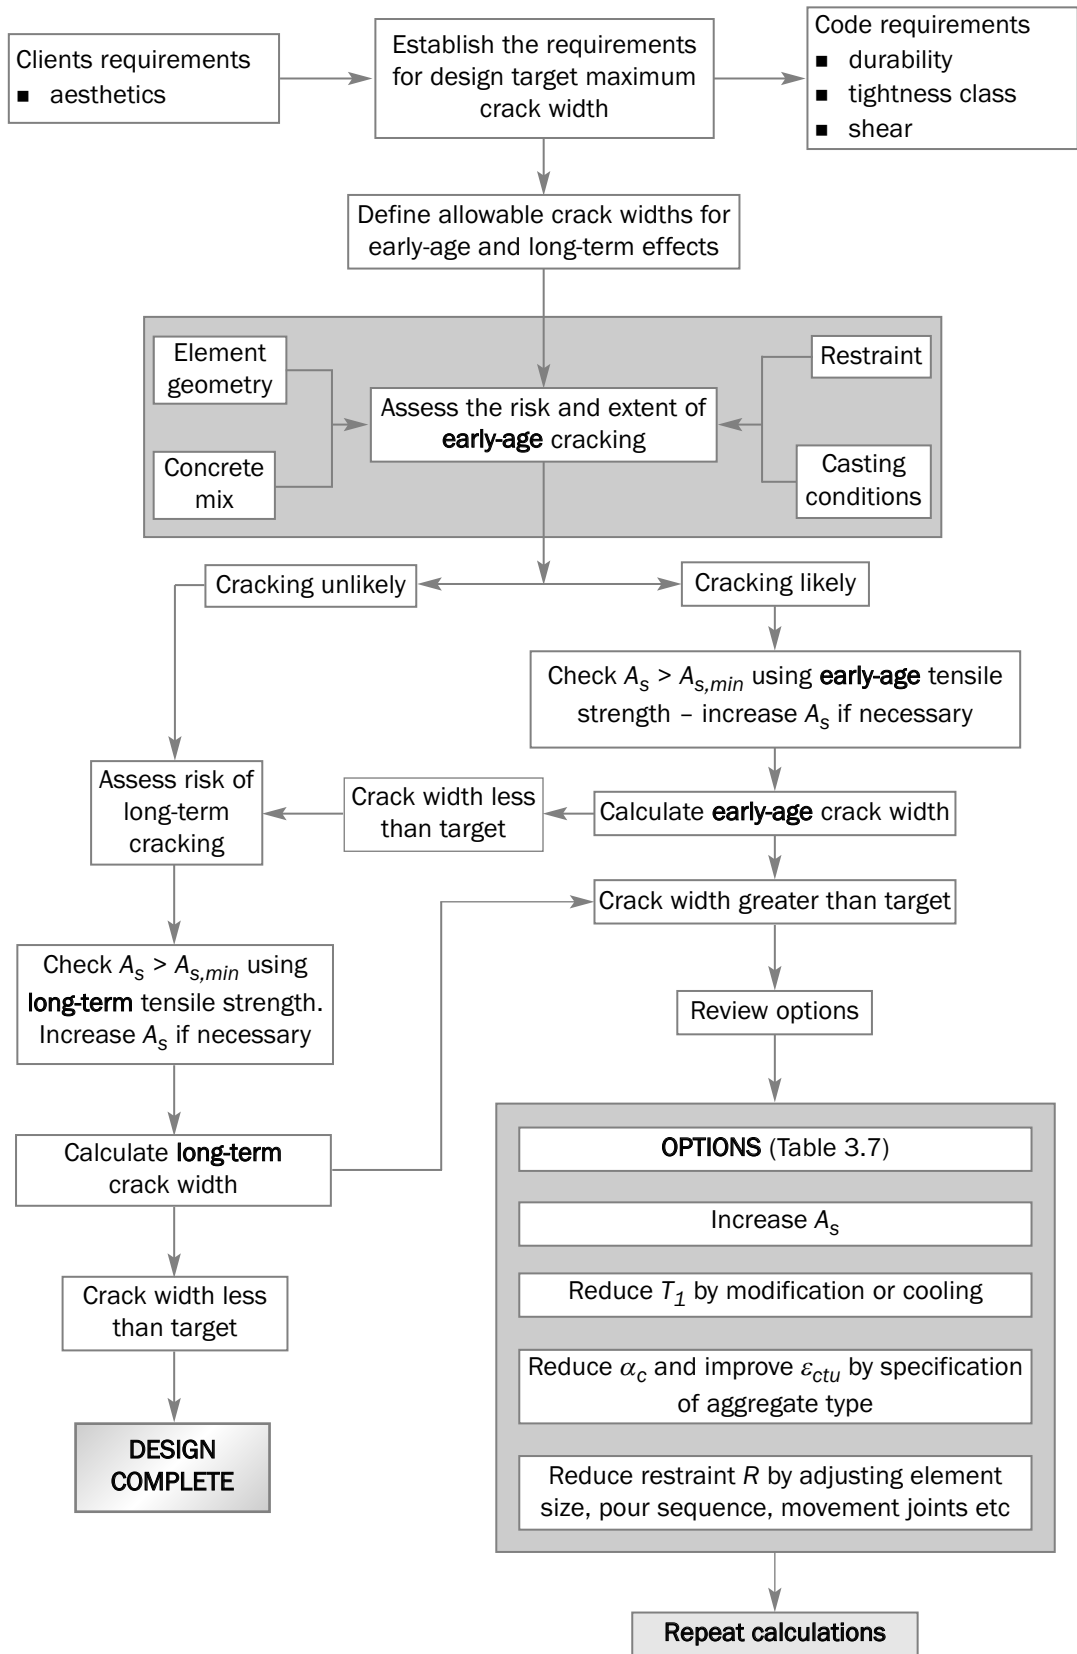 Clients requirements
■ aesthetics
Establish the requirements
for design target maximum
crack width
Code requirements
■ durability
■ tightness class
■ shear
Define allowable crack widths for
early-age and long-term effects
Element
geometry
Concrete
mix
Assess the risk and extent of
early-age cracking
Restraint
Casting
conditions
Cracking unlikely
Cracking likely
Check As > As,min using early-age tensile
strength – increase As if necessary
Assess risk of
long-term
cracking
Crack width less
than target
Calculate early-age crack width
Crack width greater than target
Check As > As,min using
long-term tensile strength.
Increase As if necessary
Review options
Calculate long-term
crack width
Crack width less
than target
DESIGN
COMPLETE
OPTIONS (Table 3.7)
Increase As
Reduce T1 by modification or cooling
Reduce αc and improve εctu by specification
of aggregate type
Reduce restraint R by adjusting element
size, pour sequence, movement joints etc
Repeat calculations